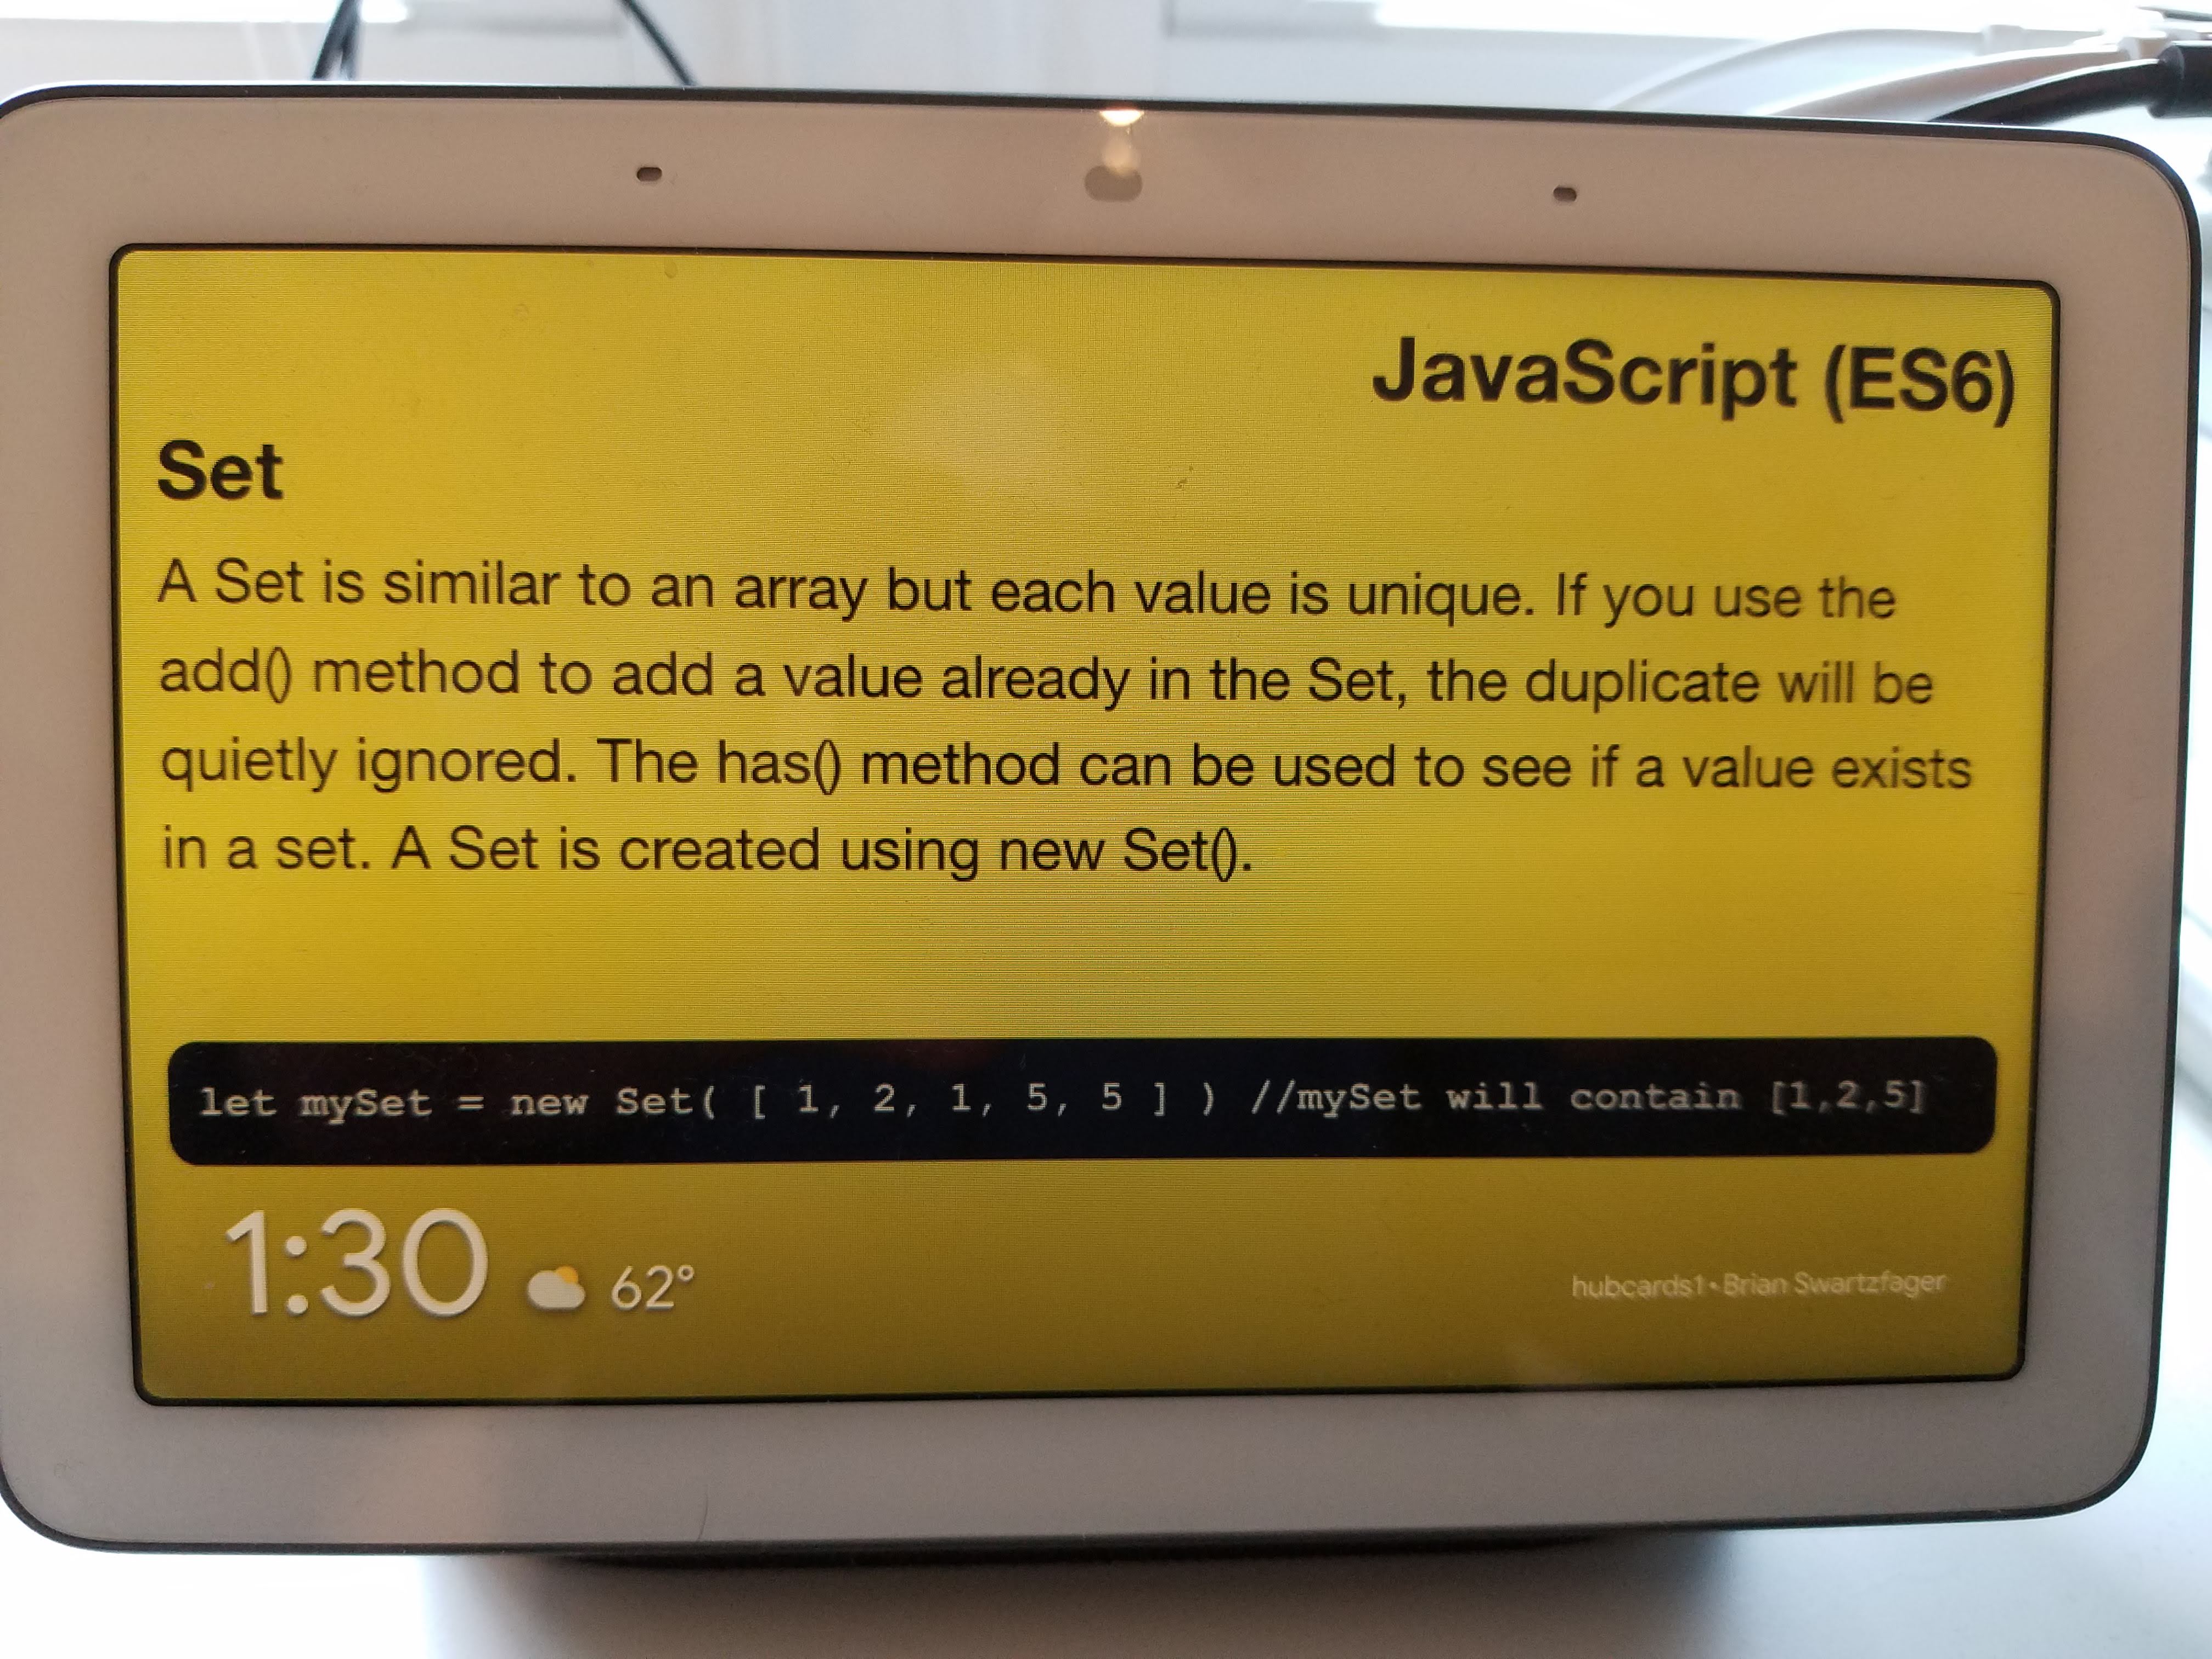 JavaScript (ES6)
Set
A Set is similar to an array but each value is unique. If you use the
add() method to add a value already in the Set, the duplicate will be
quietly ignored. The has() method can be used to see if a value exists
in a set. A Set is created using new Set().
let mySet = new Set( [ 1, 2, 1, 5, 5 ] ) //mySet will contain [1,2,5]
1:30 62°
hubcards1 • Brian Swartzfager